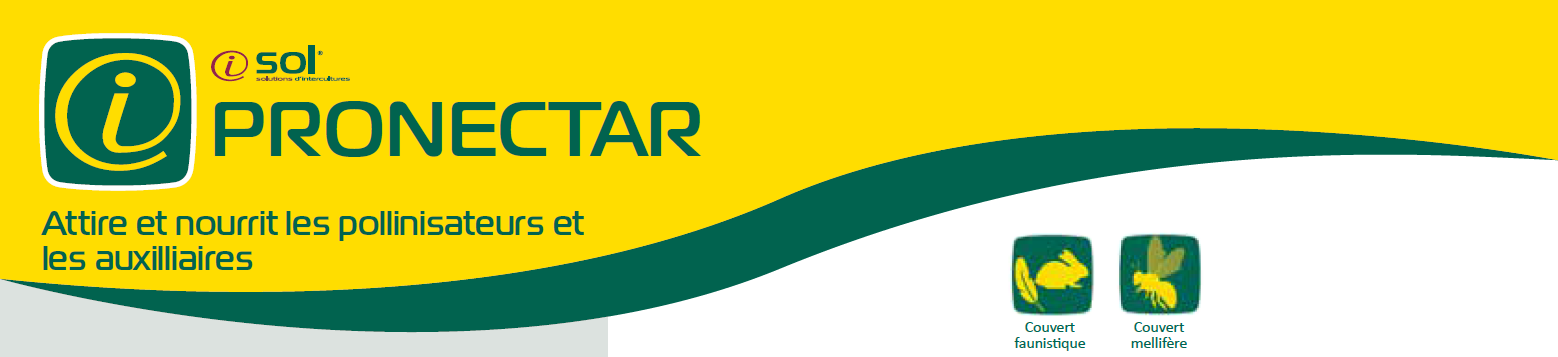 i sol®
solutions d'intercultures
i PRONECTAR
Attire et nourrit les pollinisateurs et
les auxilliaires
Couvert
faunistique
Couvert
mellifère